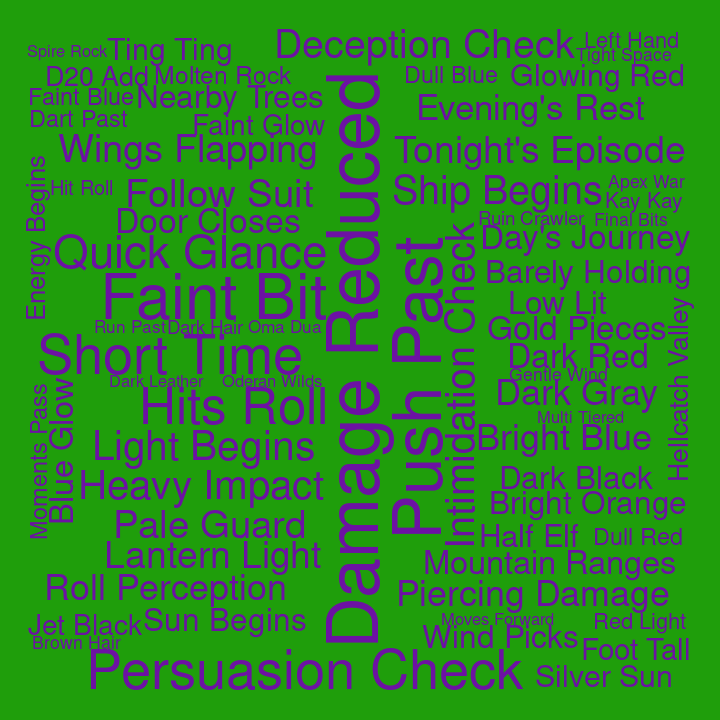 Deception Check
Left Hand
Spire Rock
Ting Ting
Tight Space
D20 Add
Molten Rock
Dull Blue
Glowing Red
Faint Blue
Nearby Trees
Evening's Rest
Dart Past
Faint Glow
Wings Flapping
Tonight's Episode
Hit Roll
Follow Suit
Ship Begins
Apex War
Kay Kay
Door Closes
Ruin Crawler
Final Bits
Energy Begins
Quick Glance
Day's Journey
Barely Holding
Faint Bit
Low Lit
Run Past
Dark Hair
Oma Dua
Gold Pieces
Short Time
Damage Reduced
Push Past
Intimidation Check
Dark Red
Hellcatch Valley
Dark Leather
Oderan Wilds
Gentle Wind
Dark Gray
Hits Roll
Multi Tiered
Moments Pass
Blue Glow
Light Begins
Bright Blue
Heavy Impact
Dark Black
Bright Orange
Pale Guard
Half Elf
Dull Red
Lantern Light
Mountain Ranges
Roll Perception
Piercing Damage
Jet Black
Sun Begins
Moves Forward
Red Light
Brown Hair
Wind Picks
Foot Tall
Persuasion Check
Silver Sun